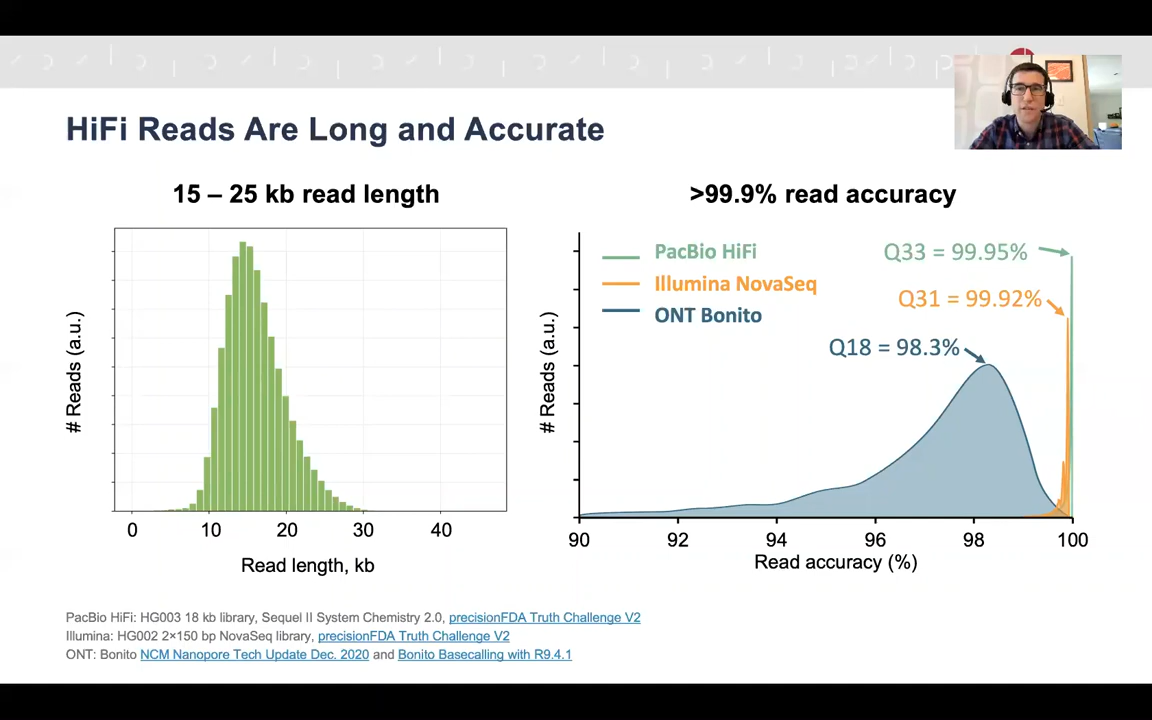 HiFi Reads Are Long and Accurate
15 – 25 kb read length
# Reads (a.u.)
0 10 20 30 40
Read length, kb
>99.9% read accuracy
# Reads (a.u.)
PacBio HiFi
Illumina NovaSeq
ONT Bonito
Q33 = 99.95%
Q31 = 99.92%
Q18 = 98.3%
90 92 94 96 98 100
Read accuracy (%)
PacBio HiFi: HG003 18 kb library, Sequel II System Chemistry 2.0, precisionFDA Truth Challenge V2
Illumina: HG002 2×150 bp NovaSeq library, precisionFDA Truth Challenge V2
ONT: Bonito NCM Nanopore Tech Update Dec. 2020 and Bonito Basecalling with R9.4.1